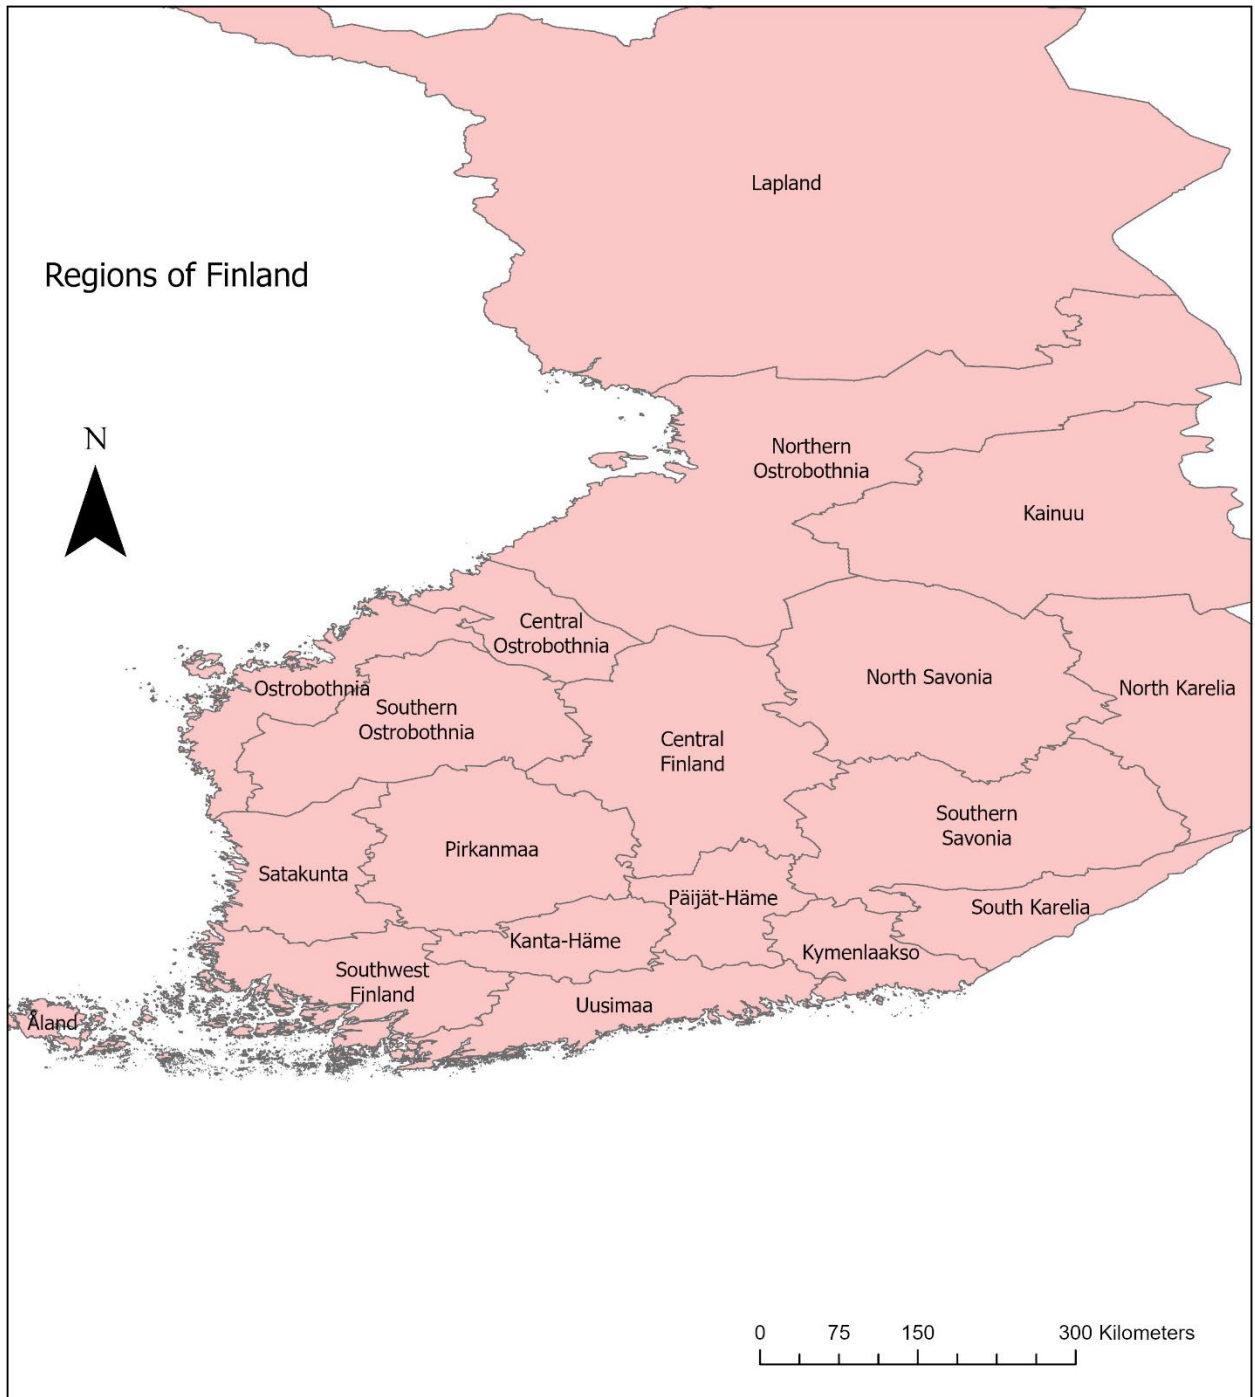 Lapland
Regions of Finland
N
Northern
Ostrobothnia
Kainuu
Central
Ostrobothnia
North Savonia
North Karelia
Ostrobothnia
Southern
Ostrobothnia
Central
Finland
Southern
Savonia
Pirkanmaa
Satakunta
Päijät-Häme
South Karelia
Kanta-Häme
Kymenlaakso
Southwest
Finland
Uusimaa
Åland
0 75 150 300 Kilometers